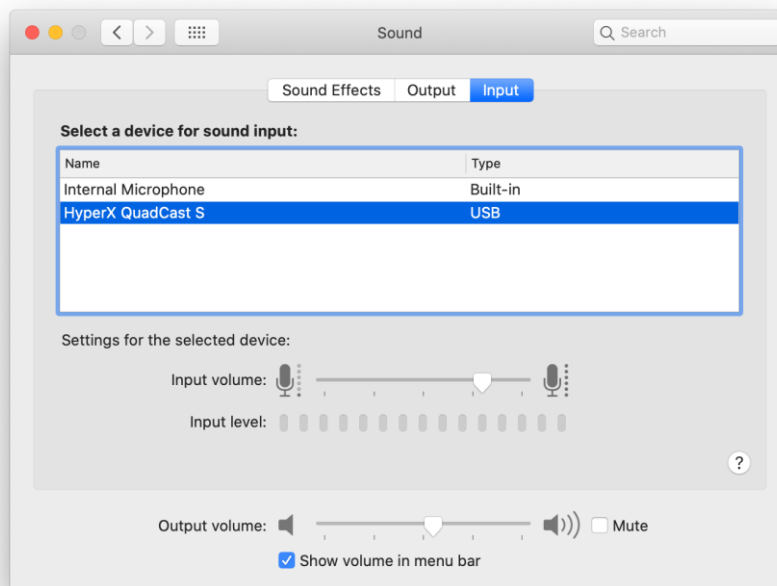 Sound
Search
Sound Effects Output Input
Select a device for sound input:
Name Type
Internal Microphone Built-in
HyperX QuadCast S USB
Settings for the selected device:
Input volume:
Input level:
?
Output volume: Mute
Show volume in menu bar